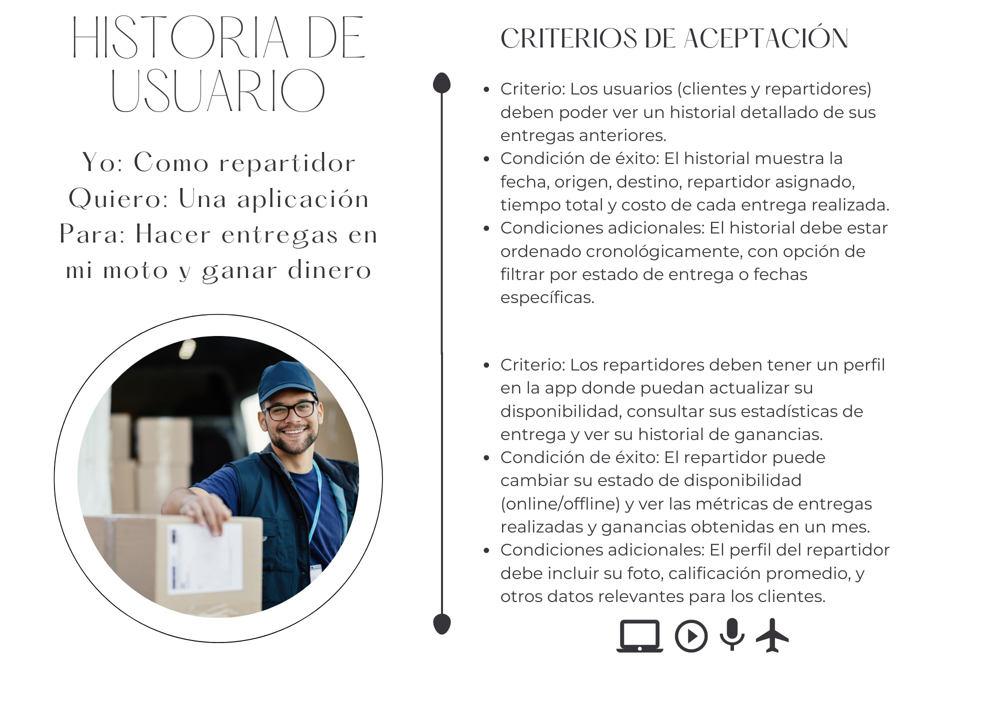 HISTORIA DE
USUARIO
Yo: Como repartidor
Quiero: Una aplicación
Para: Hacer entregas en
mi moto y ganar dinero
CRITERIOS DE ACEPTACIÓN
• Criterio: Los usuarios (clientes y repartidores)
deben poder ver un historial detallado de sus
entregas anteriores.
• Condición de éxito: El historial muestra la
fecha, origen, destino, repartidor asignado,
tiempo total y costo de cada entrega realizada.
• Condiciones adicionales: El historial debe estar
ordenado cronológicamente, con opción de
filtrar por estado de entrega o fechas
específicas.
• Criterio: Los repartidores deben tener un perfil
en la app donde puedan actualizar su
disponibilidad, consultar sus estadísticas de
entrega y ver su historial de ganancias.
• Condición de éxito: El repartidor puede
cambiar su estado de disponibilidad
(online/offline) y ver las métricas de entregas
realizadas y ganancias obtenidas en un mes.
• Condiciones adicionales: El perfil del repartidor
debe incluir su foto, calificación promedio, y
otros datos relevantes para los clientes.